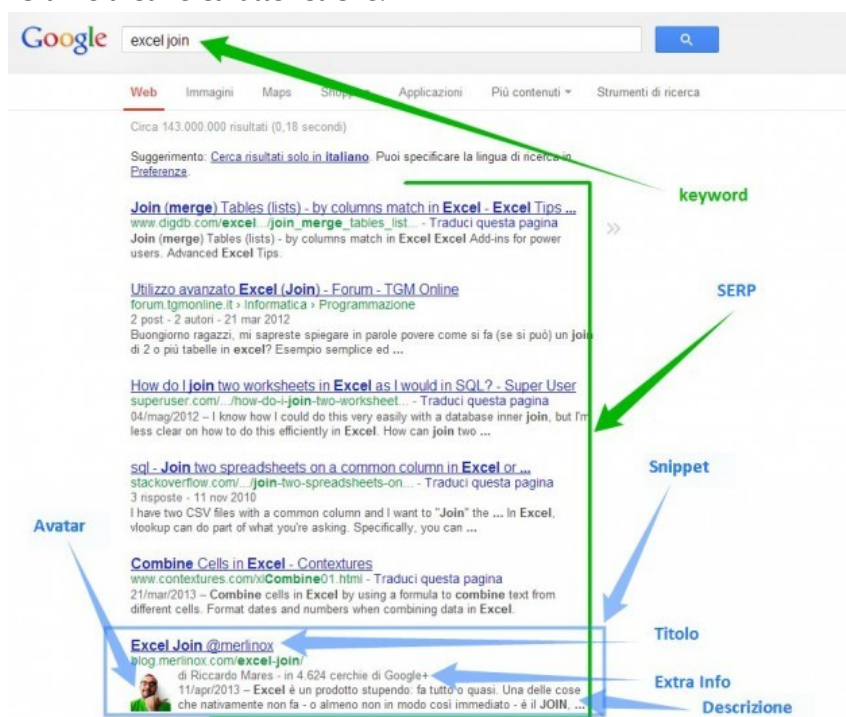 Google excel join
Web Immagini Maps Shopping Applicazioni Più contenuti Strumenti di ricerca
Circa 143.000.000 risultati (0,18 secondi)
Suggerimento: Cerca risultati solo in italiano. Puoi specificare la lingua di ricerca in
Preferenze.
keyword
Join (merge) Tables (lists) - by columns match in Excel - Excel Tips ...
www.digdb.com/excel.../join_merge_tables_list... - Traduci questa pagina
Join (merge) Tables (lists) - by columns match in Excel Excel Add-ins for power
users. Advanced Excel Tips.
»
SERP
Utilizzo avanzato Excel (Join) - Forum - TGM Online
forum.tgmonline.it › Informatica › Programmazione
2 post - 2 autori - 21 mar 2012
Buongiorno ragazzi, mi sapreste spiegare in parole povere come si fa (se si può) un join
di 2 o più tabelle in excel? Esempio semplice ed ...
How do I join two worksheets in Excel as I would in SQL? - Super User
superuser.com/.../how-do-i-join-two-worksheet... - Traduci questa pagina
04/mag/2012 – I know how I could do this very easily with a database inner join, but I'm
less clear on how to do this efficiently in Excel. How can join two ...
Snippet
sql - Join two spreadsheets on a common column in Excel or ...
stackoverflow.com/.../join-two-spreadsheets-on... - Traduci questa pagina
3 risposte - 11 nov 2010
I have two CSV files with a common column and I want to "Join" the ... In Excel,
vlookup can do part of what you're asking. Specifically, you can ...
Avatar
Combine Cells in Excel - Contextures
www.contextures.com/xlCombine01.html - Traduci questa pagina
21/mar/2013 – Combine cells in Excel by using a formula to combine text from
different cells. Format dates and numbers when combining data in Excel.
Excel Join @merlinox
Titolo
blog.merlinox.com/excel-join/
di Riccardo Mares - in 4.624 cerchie di Google+
Extra Info
11/apr/2013 – Excel è un prodotto stupendo: fa tutto o quasi. Una delle cose
che nativamente non fa - o almeno non in modo così immediato - è il JOIN, ...
Descrizione